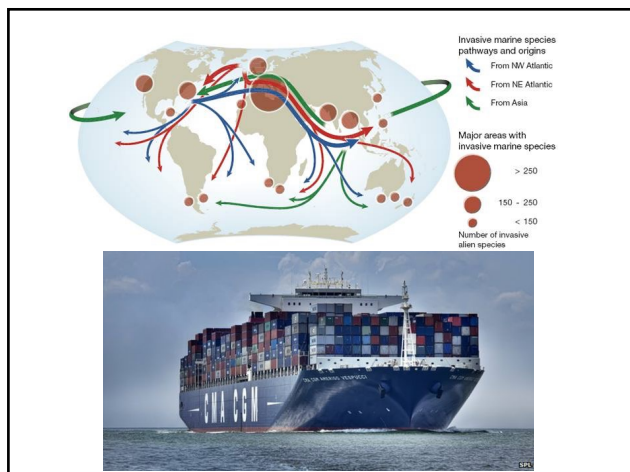 Invasive marine species
pathways and origins
From NW Atlantic
From NE Atlantic
From Asia
Major areas with
invasive marine species
> 250
150 - 250
< 150
Number of invasive
alien species
CMA CGM
SPL